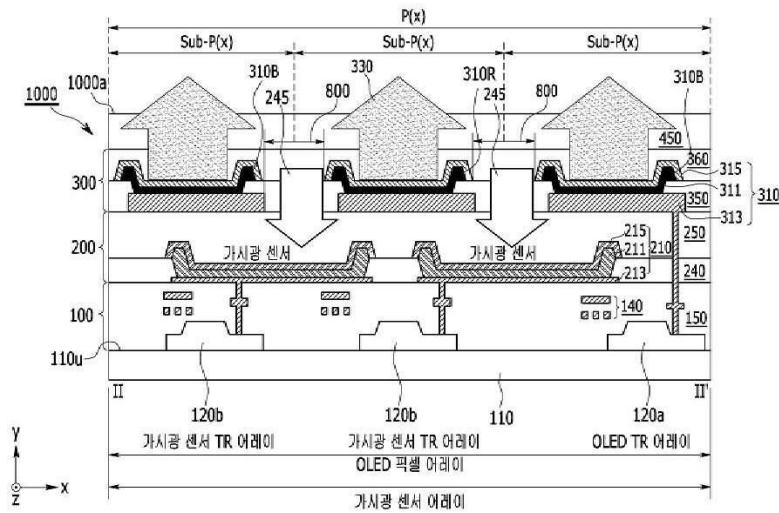 P(x)
Sub-P(x) Sub-P(x) Sub-P(x)
1000 1000a 310B 245 800 330 310R 245 800 310B
450
300 360 315 311 350 313 310
200 가시광 센서 가시광 센서 215 211 213 210 250 240
100 140 150
110u
II II'
120b 120b 110 120a
가시광 센서 TR 어레이 가시광 센서 TR 어레이 OLED TR 어레이
OLED 픽셀 어레이
가시광 센서 어레이
y
z x